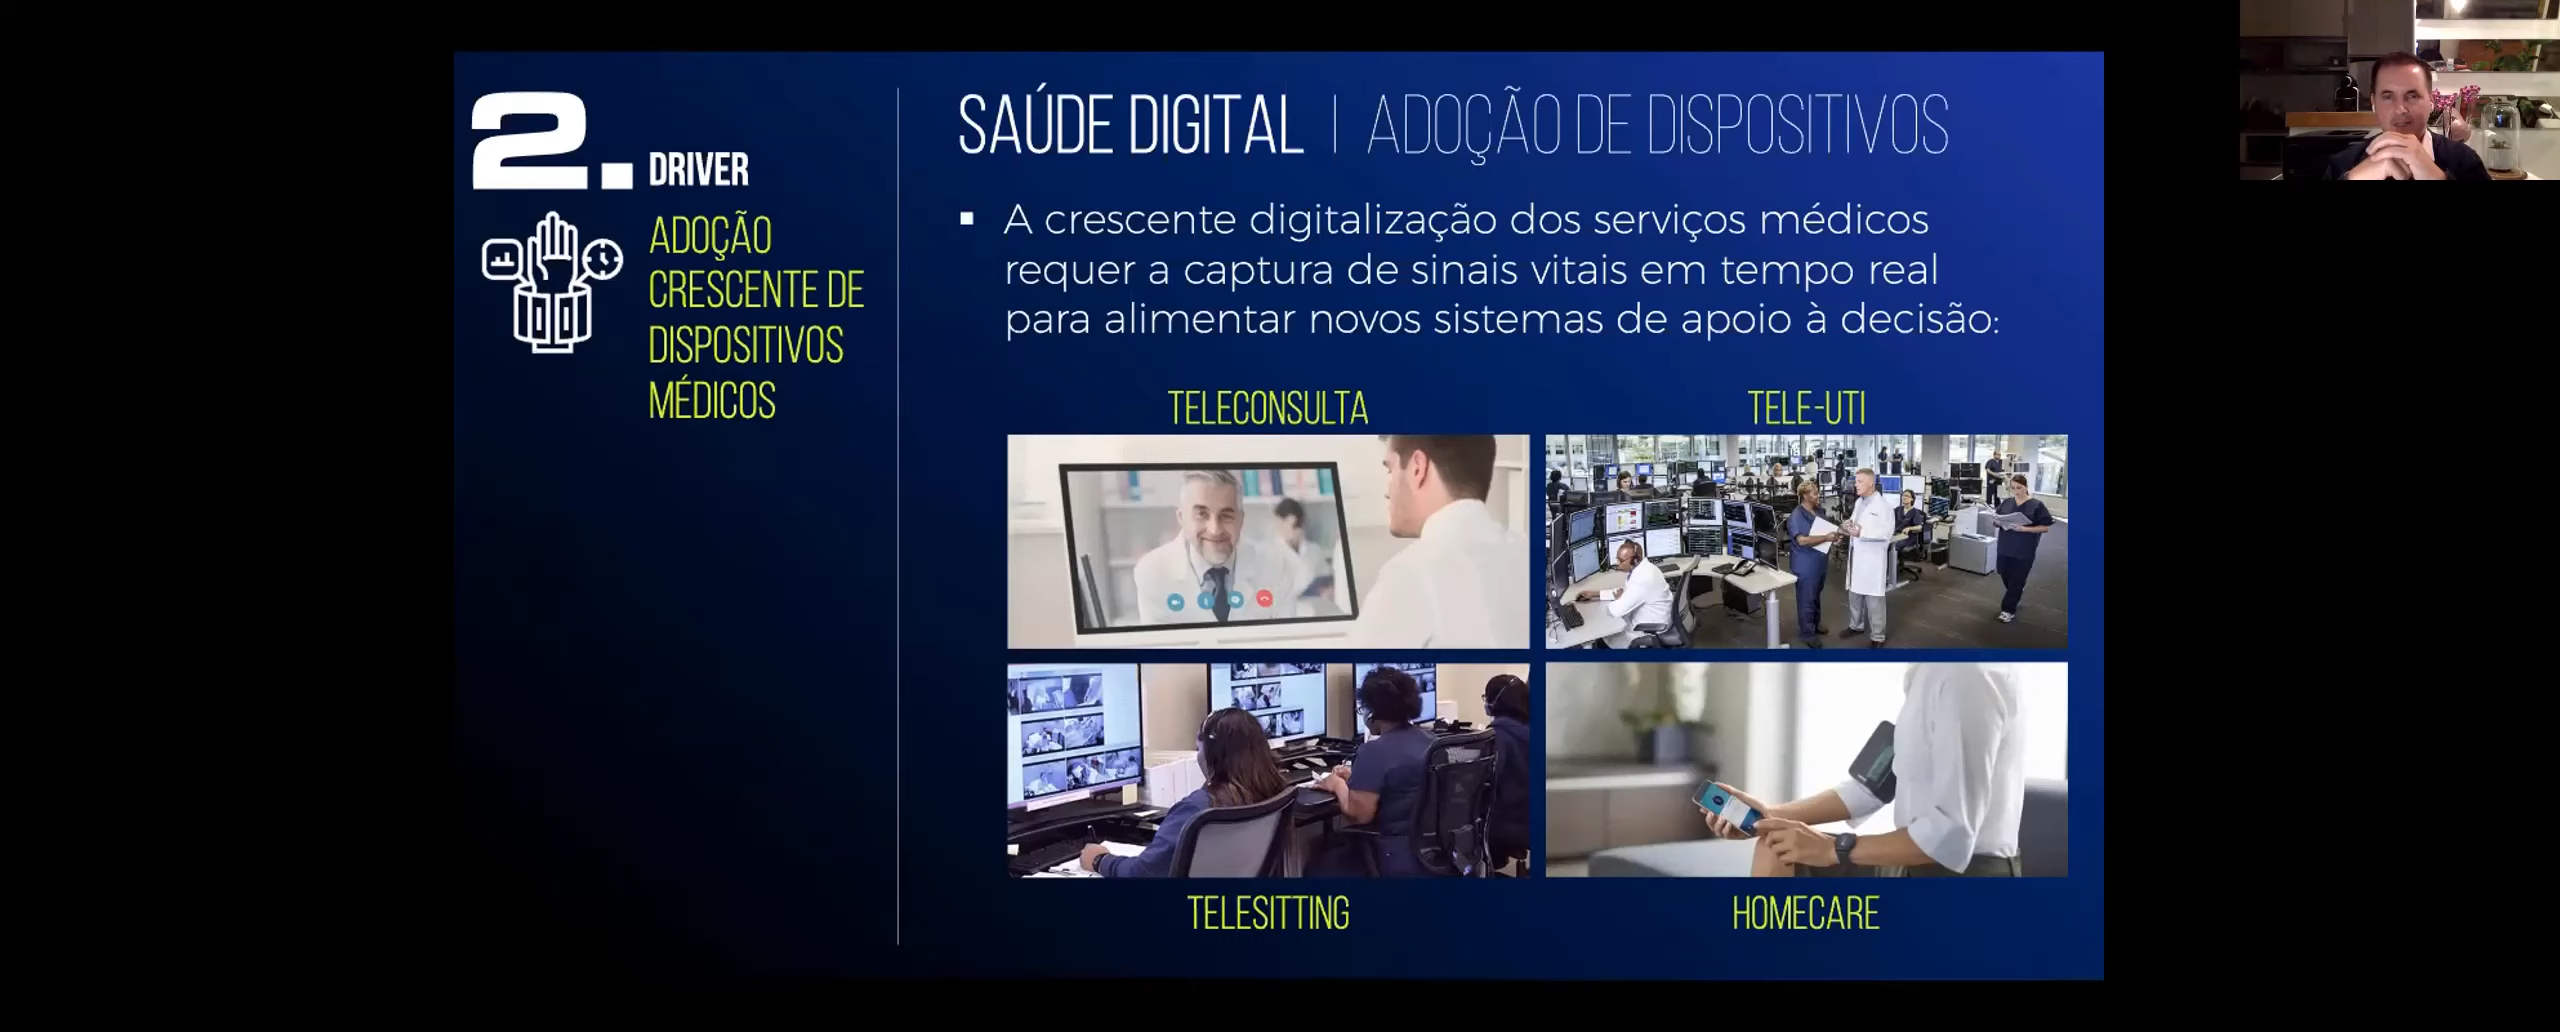 2. DRIVER
ADOÇÃO
CRESCENTE DE
DISPOSITIVOS
MÉDICOS
SAÚDE DIGITAL | ADOÇÃO DE DISPOSITIVOS
▪ A crescente digitalização dos serviços médicos
requer a captura de sinais vitais em tempo real
para alimentar novos sistemas de apoio à decisão:
TELECONSULTA
TELE-UTI
TELESITTING
HOMECARE